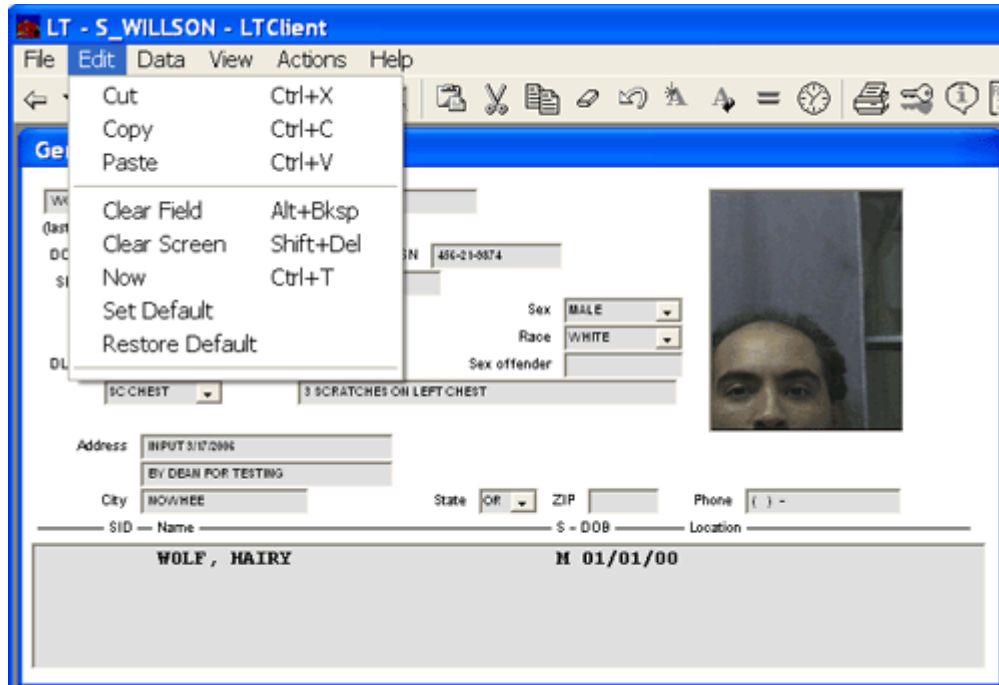 LT - S_WILLSON - LTClient
File Edit Data View Actions Help
Cut Ctrl+X
Copy Ctrl+C
Paste Ctrl+V
Clear Field Alt+Bksp
Clear Screen Shift+Del
Now Ctrl+T
Set Default
Restore Default
456-21-9874
Sex MALE
Race WHITE
Sex offender
SC CHEST 3 SCRATCHES ON LEFT CHEST
Address INPUT 3/17/2006
BY DEAN FOR TESTING
City NOWHEE State OR ZIP Phone ( ) -
SID Name S - DOB Location
WOLF, HAIRY M 01/01/00